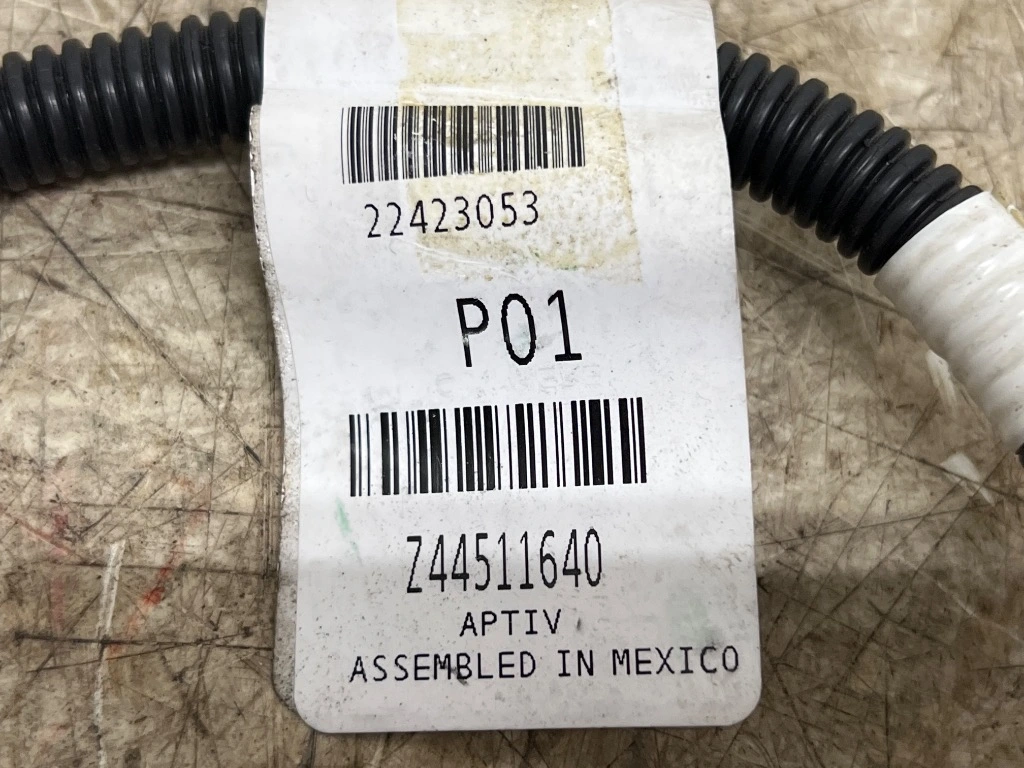 22423053
P01
Z44511640
APTIV
ASSEMBLED IN MEXICO